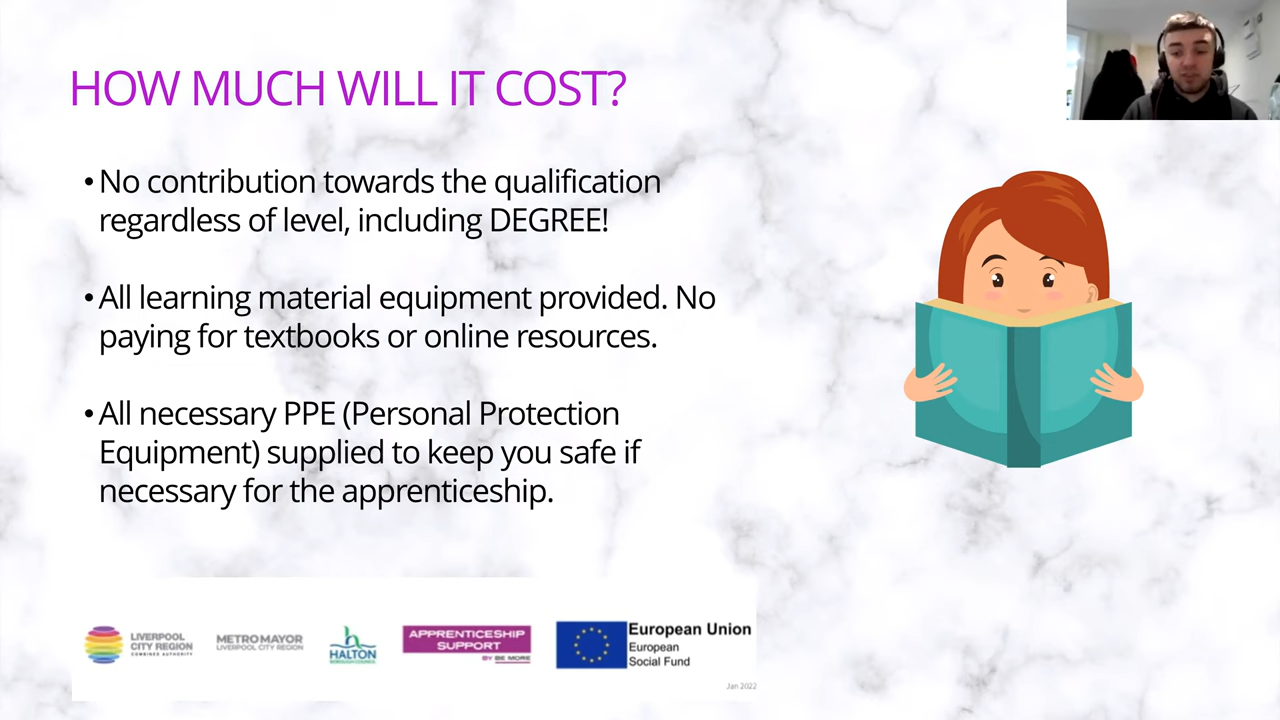 HOW MUCH WILL IT COST?
• No contribution towards the qualification
regardless of level, including DEGREE!
• All learning material equipment provided. No
paying for textbooks or online resources.
• All necessary PPE (Personal Protection
Equipment) supplied to keep you safe if
necessary for the apprenticeship.
LIVERPOOL
CITY REGION
COMBINED AUTHORITY
METRO MAYOR
LIVERPOOL CITY REGION
HALTON
BOROUGH COUNCIL
APPRENTICESHIP
SUPPORT
BY BE MORE
European Union
European
Social Fund
Jan 2022